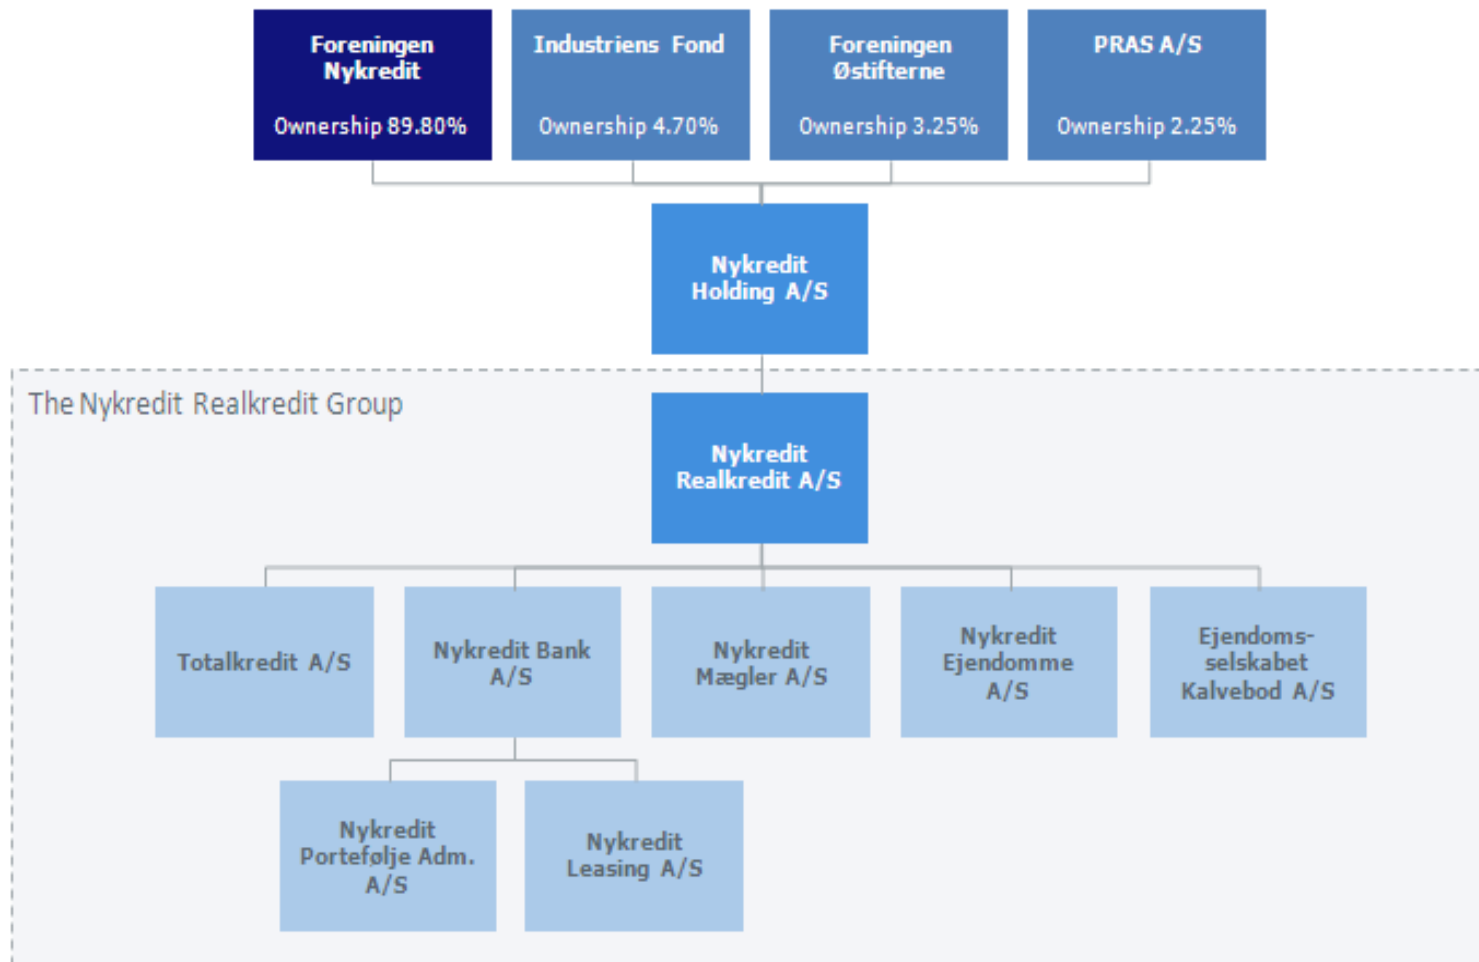 Foreningen
Nykredit
Ownership 89.80%
Industriens Fond
Ownership 4.70%
Foreningen
Østifterne
Ownership 3.25%
PRAS A/S
Ownership 2.25%
Nykredit
Holding A/S
The Nykredit Realkredit Group
Nykredit
Realkredit A/S
Totalkredit A/S
Nykredit Bank
A/S
Nykredit
Mægler A/S
Nykredit
Ejendomme
A/S
Ejendoms-
selskabet
Kalvebod A/S
Nykredit
Portefølje Adm.
A/S
Nykredit
Leasing A/S